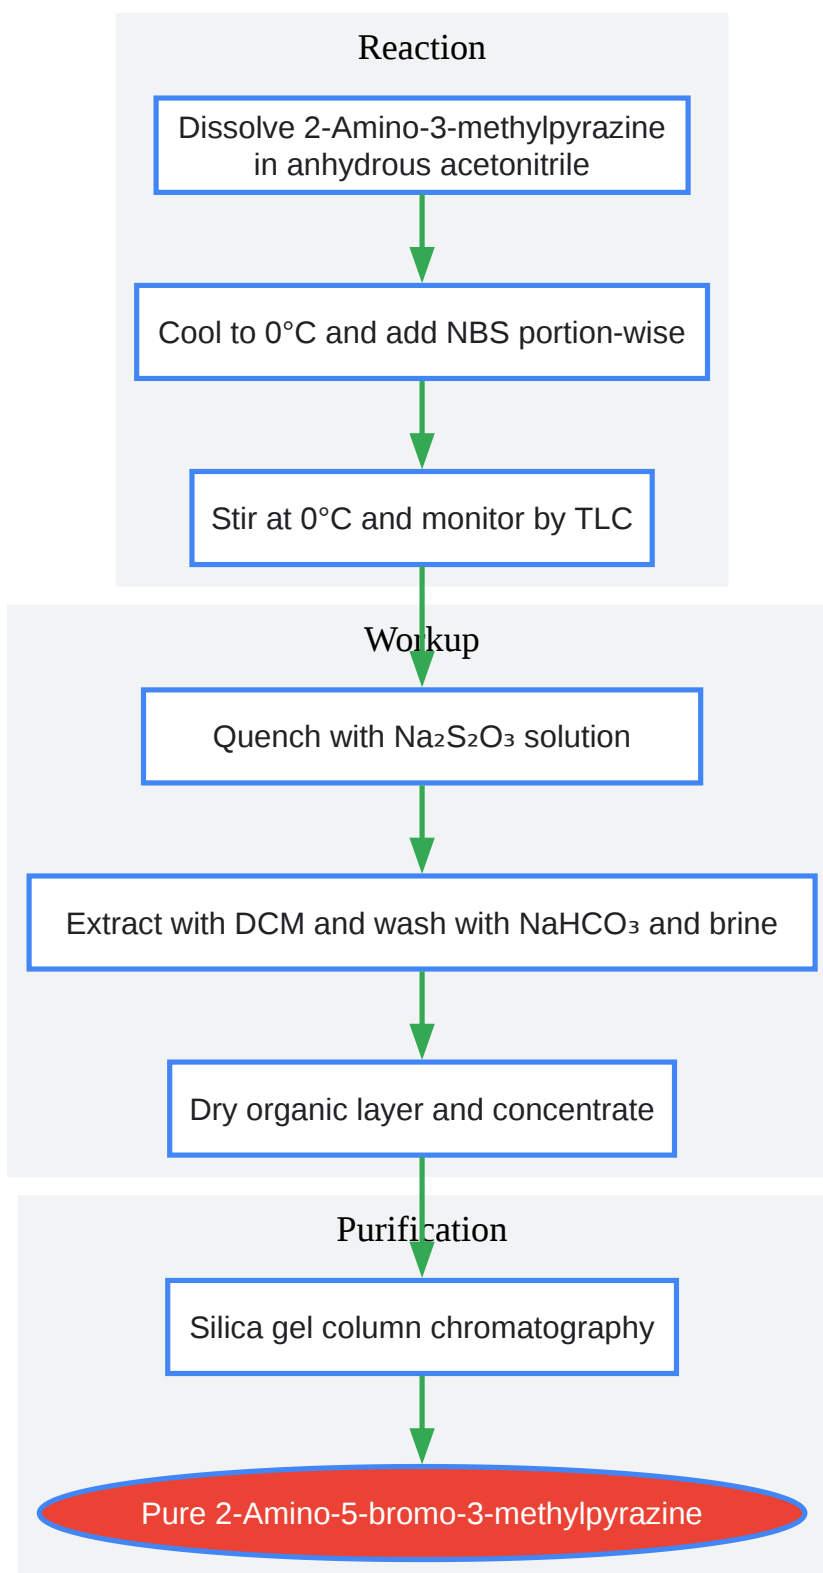 Reaction
Dissolve 2-Amino-3-methylpyrazine
in anhydrous acetonitrile
Cool to 0°C and add NBS portion-wise
Stir at 0°C and monitor by TLC
Workup
Quench with Na₂S₂O₃ solution
Extract with DCM and wash with NaHCO₃ and brine
Dry organic layer and concentrate
Purification
Silica gel column chromatography
Pure 2-Amino-5-bromo-3-methylpyrazine